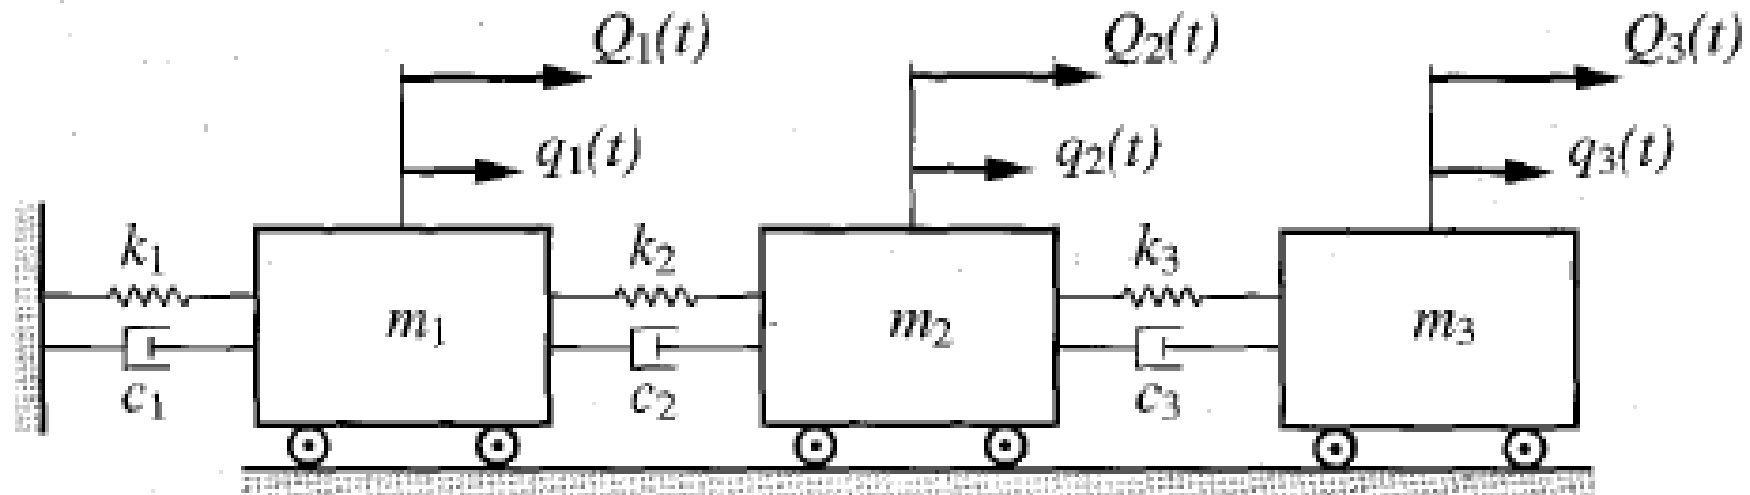 Q₁(t) Q₂(t) Q₃(t)
q₁(t) q₂(t) q₃(t)
k₁ k₂ k₃
m₁ m₂ m₃
c₁ c₂ c₃